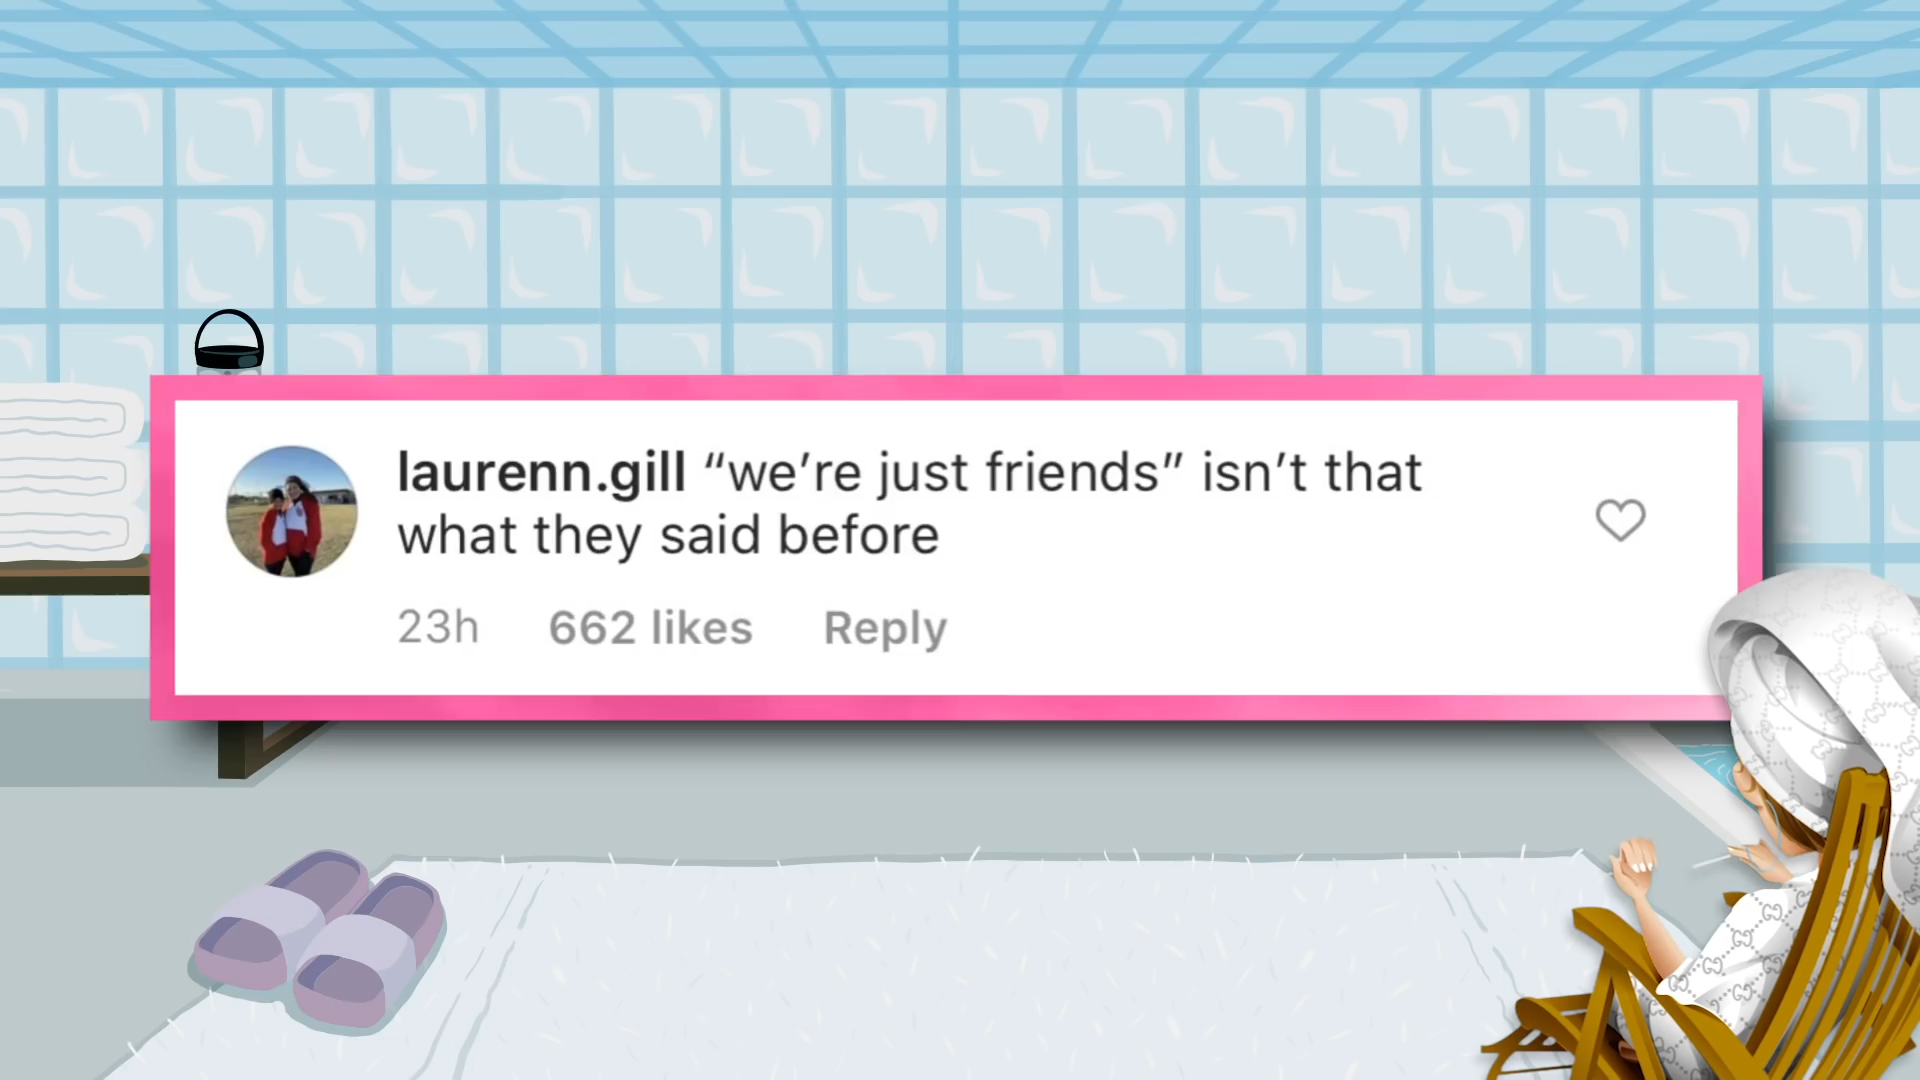 laurenn.gill “we’re just friends” isn’t that
what they said before
23h 662 likes Reply